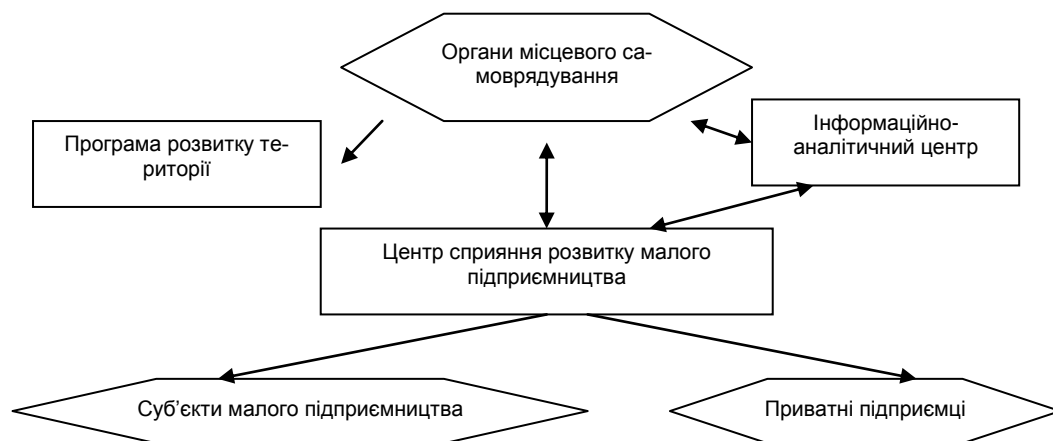 Органи місцевого са-
моврядування
Програма розвитку те-
риторії
Інформаційно-
аналітичний центр
Центр сприяння розвитку малого
підприємництва
Суб’єкти малого підприємництва
Приватні підприємці